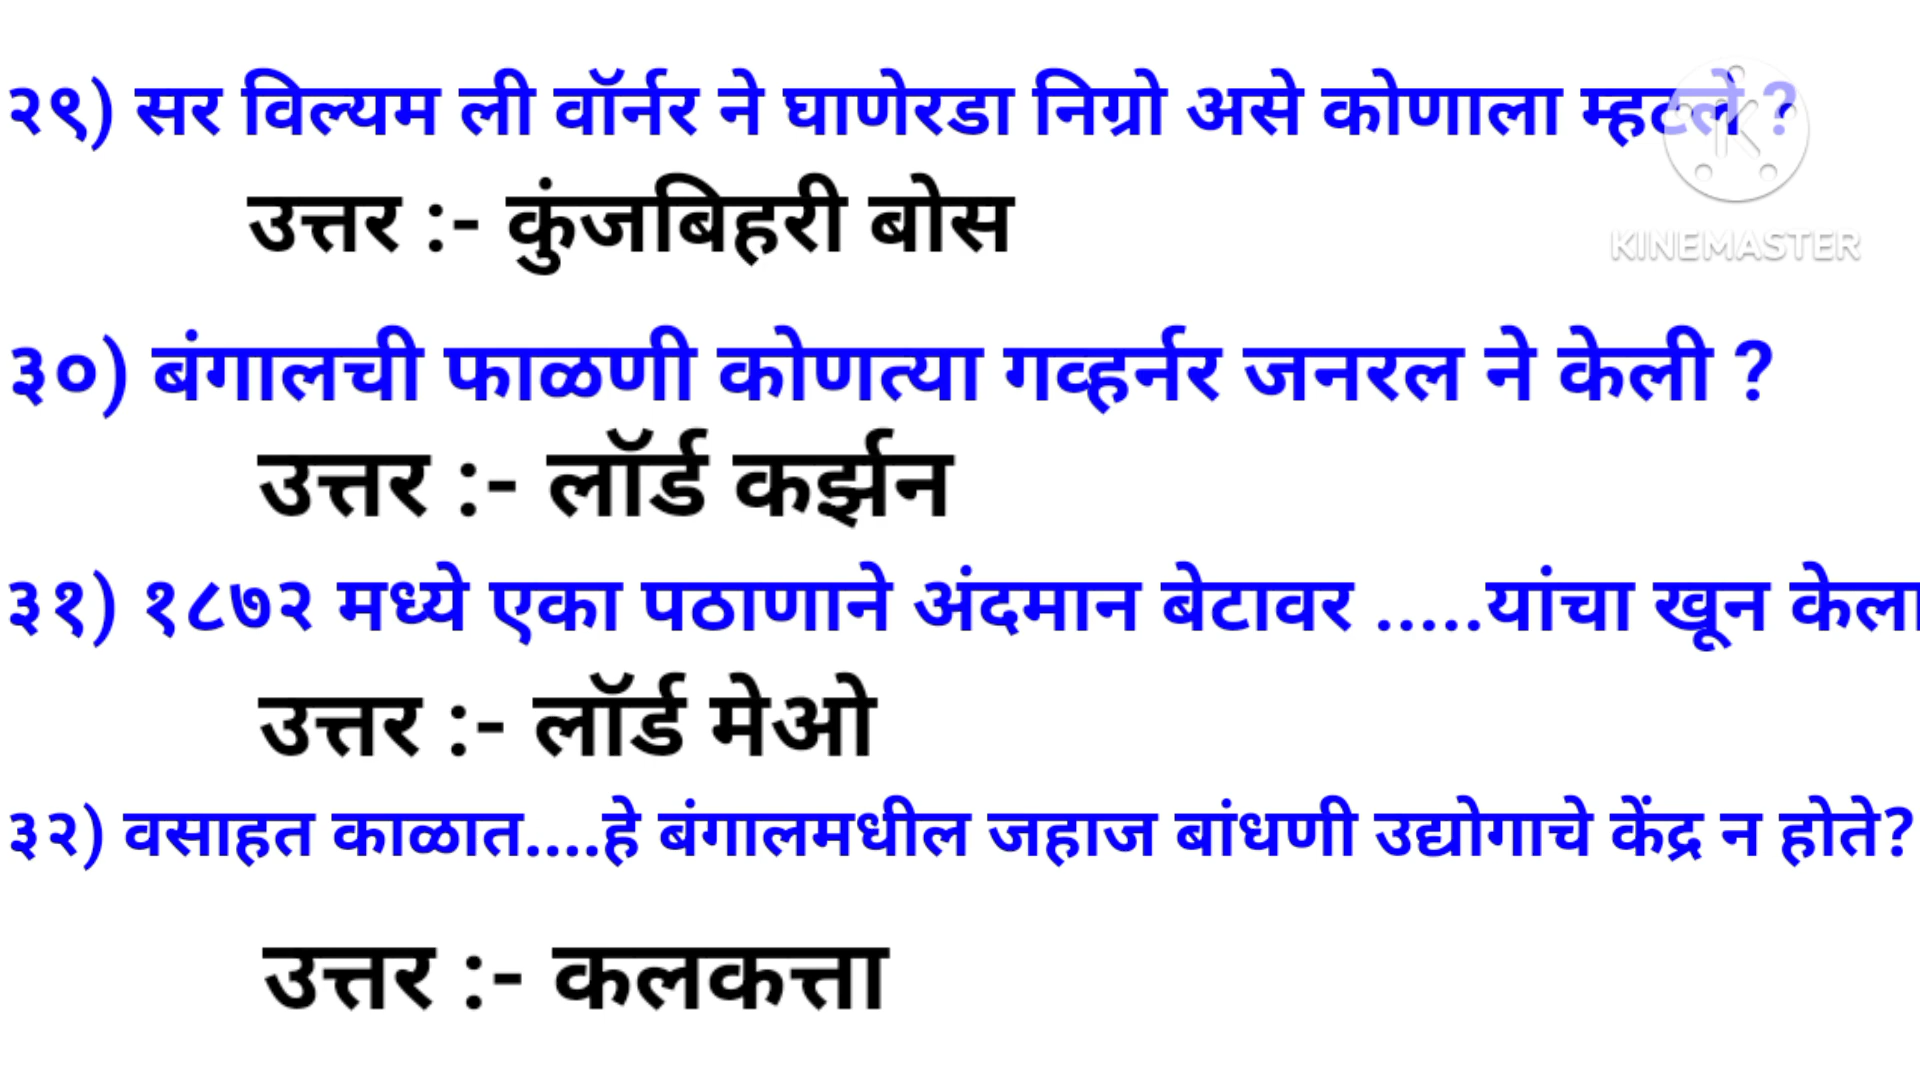 २९) सर विल्यम ली वॉर्नर ने घाणेरडा निग्रो असे कोणाला म्हटले ?
उत्तर :- कुंजबिहरी बोस
KINEMASTER
३०) बंगालची फाळणी कोणत्या गव्हर्नर जनरल ने केली ?
उत्तर :- लॉर्ड कर्झन
३१) १८७२ मध्ये एका पठाणाने अंदमान बेटावर .....यांचा खून केला
उत्तर :- लॉर्ड मेओ
३२) वसाहत काळात....हे बंगालमधील जहाज बांधणी उद्योगाचे केंद्र न होते?
उत्तर :- कलकत्ता